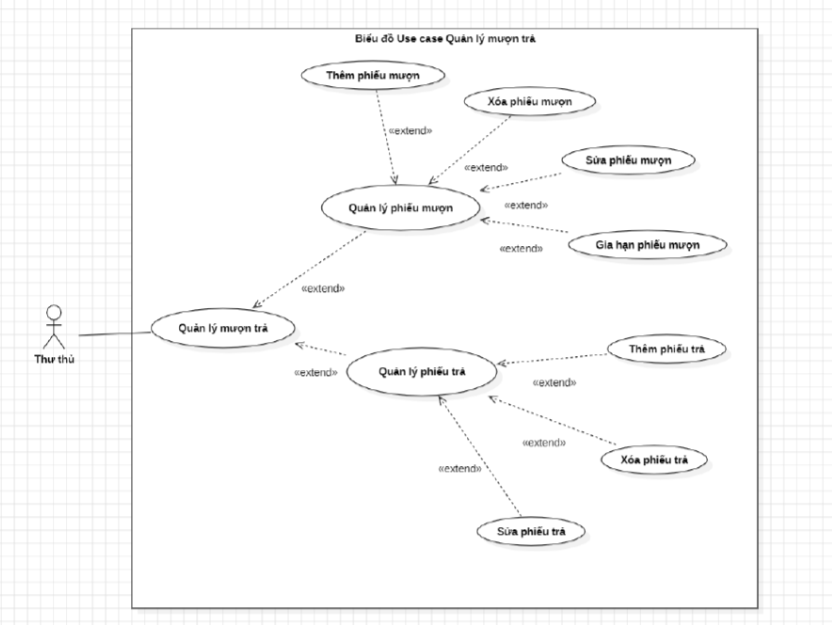 Biểu đồ Use case Quản lý mượn trả
Thêm phiếu mượn
Xóa phiếu mượn
«extend»
Sửa phiếu mượn
«extend»
«extend»
Quản lý phiếu mượn
Gia hạn phiếu mượn
«extend»
«extend»
Quản lý mượn trả
Thư thủ
Thêm phiếu trả
Quản lý phiếu trả
«extend»
«extend»
«extend»
Xóa phiếu trả
«extend»
Sửa phiếu trả